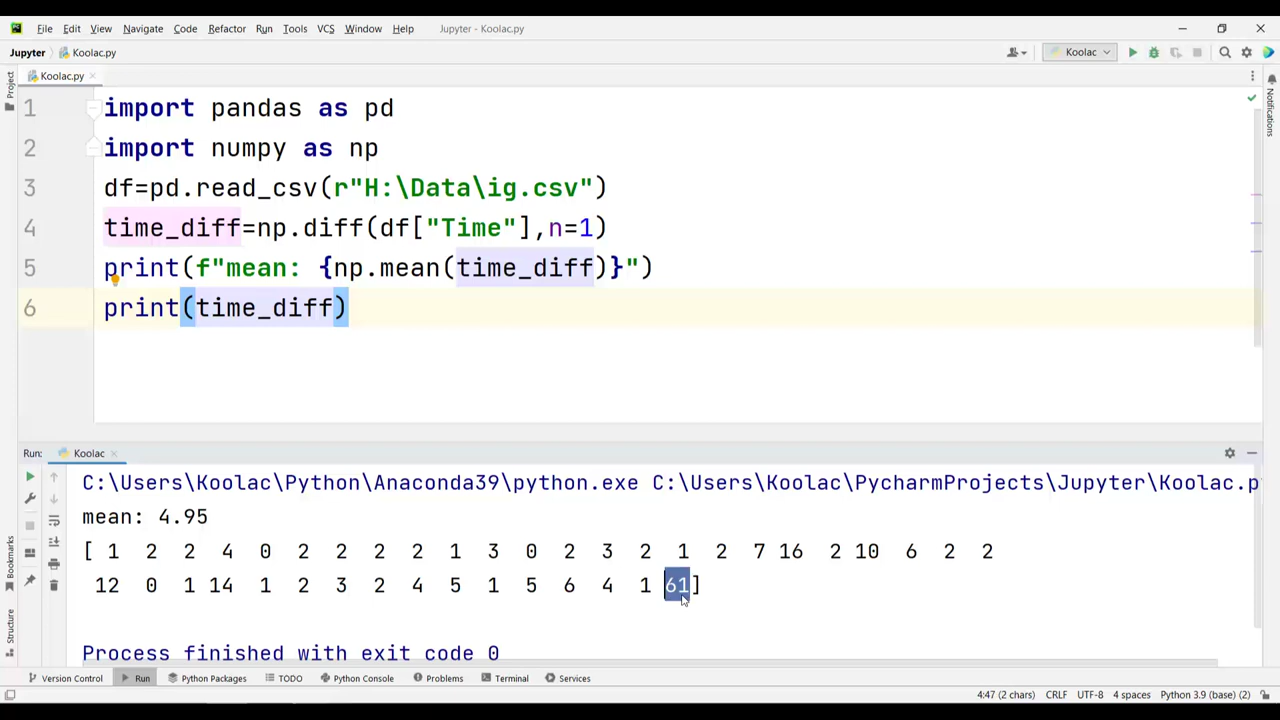 File Edit View Navigate Code Refactor Run Tools VCS Window Help Jupyter - Koolac.py
Jupyter Koolac.py Koolac
Project Koolac.py
1 import pandas as pd
2 import numpy as np
3 df=pd.read_csv(r"H:\Data\ig.csv")
4 time_diff=np.diff(df["Time"],n=1)
5 print(f"mean: {np.mean(time_diff)}")
6 print(time_diff)
Notifications
Run: Koolac
C:\Users\Koolac\Python\Anaconda39\python.exe C:\Users\Koolac\PycharmProjects\Jupyter\Koolac.p
mean: 4.95
[ 1 2 2 4 0 2 2 2 2 1 3 0 2 3 2 1 2 7 16 2 10 6 2 2
12 0 1 14 1 2 3 2 4 5 1 5 6 4 1 61]
Process finished with exit code 0
Bookmarks
Structure
Version Control Run Python Packages TODO Python Console Problems Terminal Services
4:47 (2 chars) CRLF UTF-8 4 spaces Python 3.9 (base) (2)